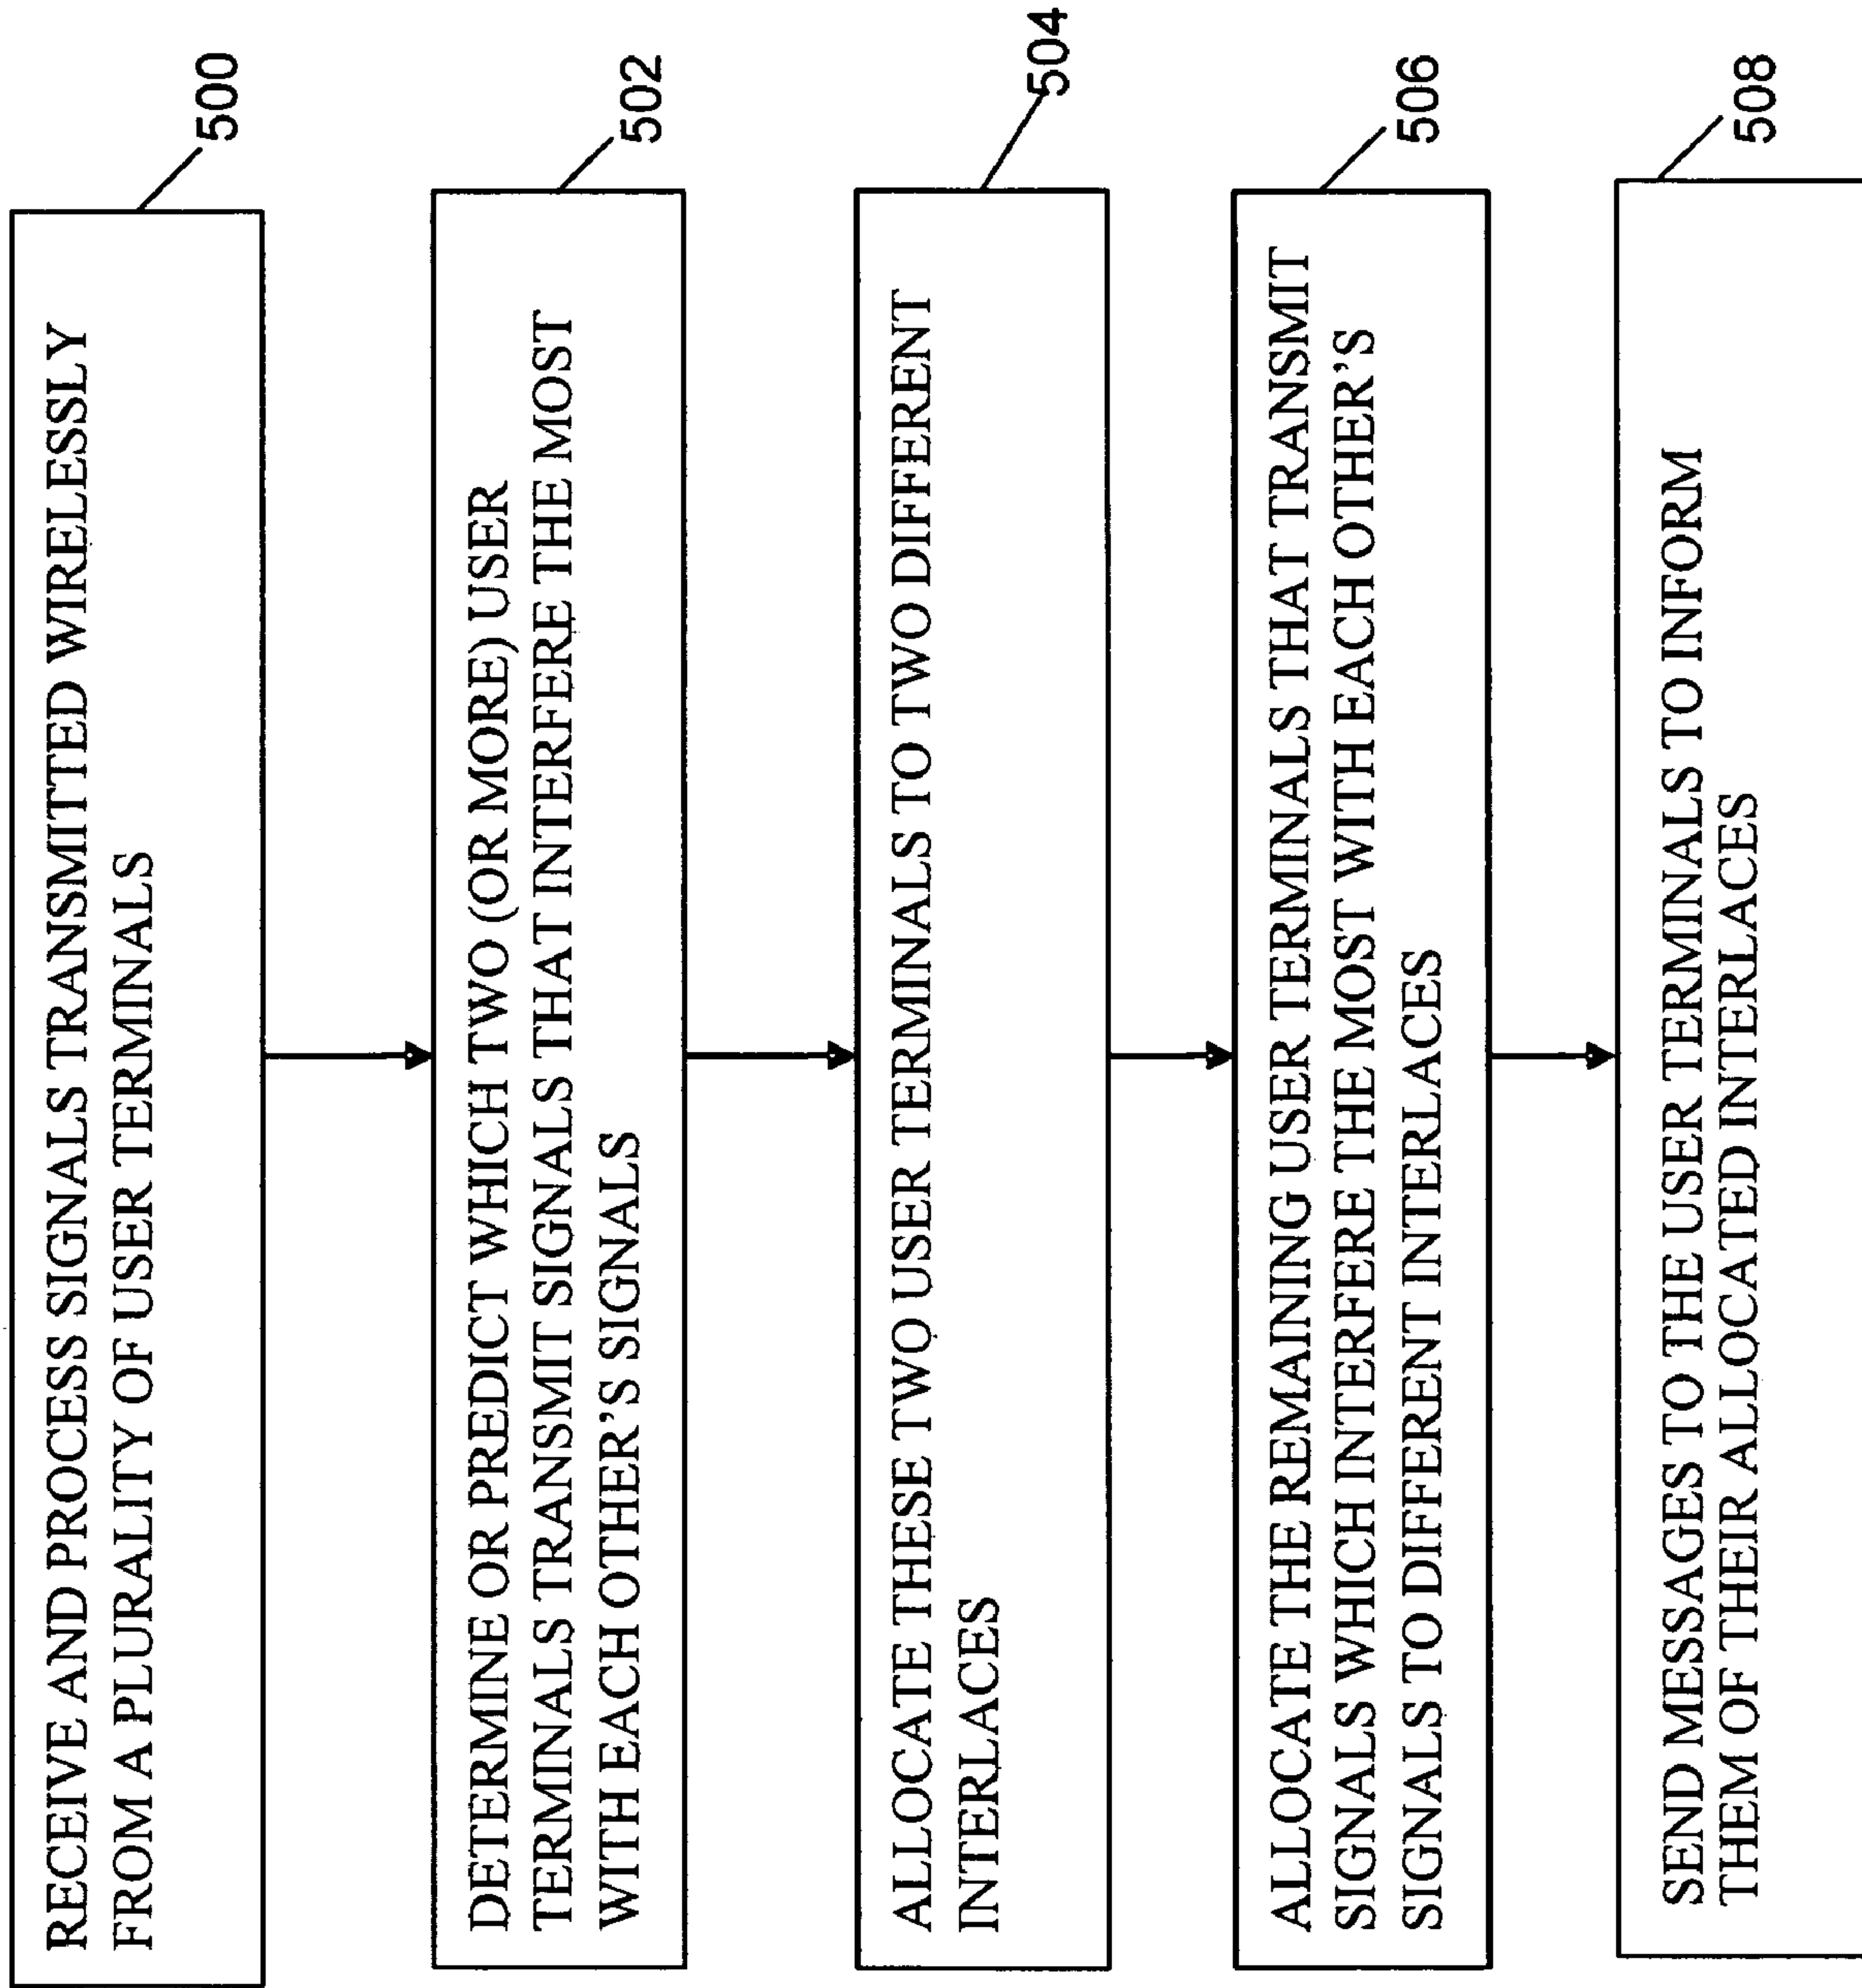 RECEIVE AND PROCESS SIGNALS TRANSMITTED WIRELESSLY
FROM A PLURALITY OF USER TERMINALS
500
DETERMINE OR PREDICT WHICH TWO (OR MORE) USER
TERMINALS TRANSMIT SIGNALS THAT INTERFERE THE MOST
WITH EACH OTHER'S SIGNALS
502
ALLOCATE THESE TWO USER TERMINALS TO TWO DIFFERENT
INTERLACES
504
ALLOCATE THE REMAINING USER TERMINALS THAT TRANSMIT
SIGNALS WHICH INTERFERE THE MOST WITH EACH OTHER'S
SIGNALS TO DIFFERENT INTERLACES
506
SEND MESSAGES TO THE USER TERMINALS TO INFORM
THEM OF THEIR ALLOCATED INTERLACES
508